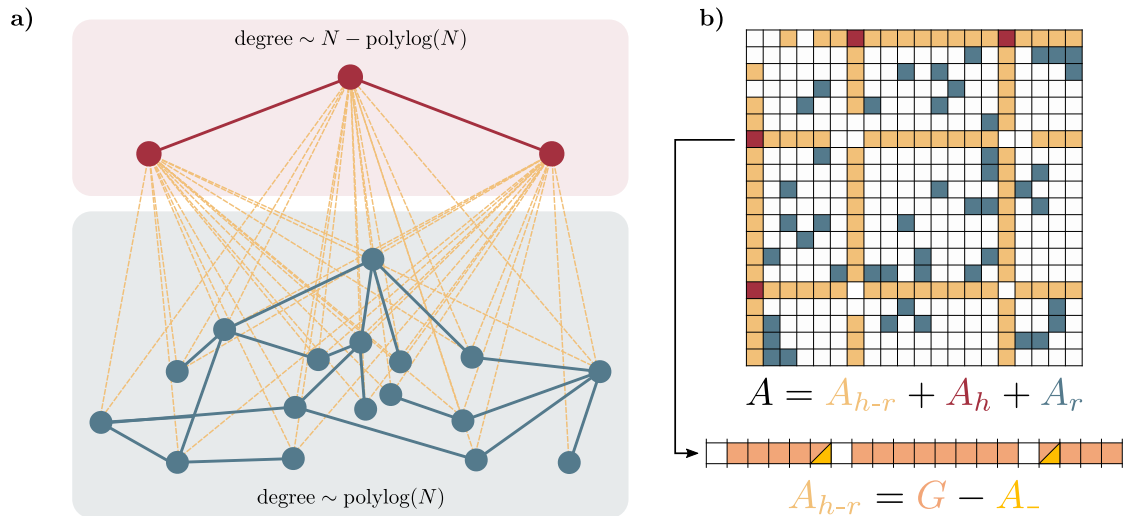 a)
degree ∼ N − polylog(N)
degree ∼ polylog(N)
b)
A = A_{h-r} + A_h + A_r
A_{h-r} = G − A_−